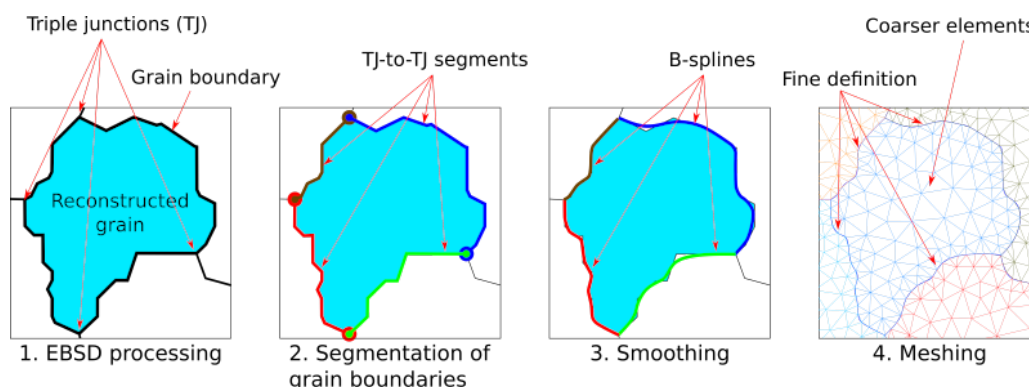 Triple junctions (TJ)
Grain boundary
Reconstructed
grain
1. EBSD processing
TJ-to-TJ segments
2. Segmentation of
grain boundaries
B-splines
3. Smoothing
Coarser elements
Fine definition
4. Meshing